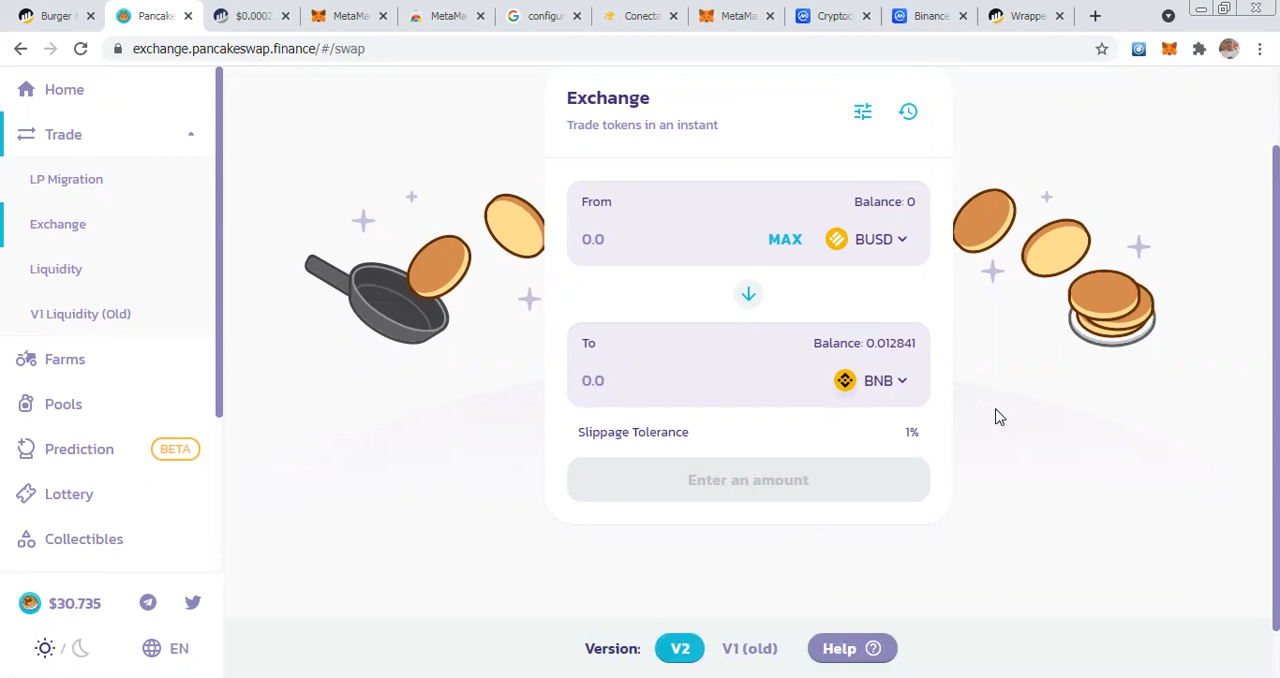 Burger
Pancake
$0.0002
MetaMa
MetaMa
configur
Conecta
MetaMa
Cryptoc
Binance
Wrappe
exchange.pancakeswap.finance/#/swap
Home
Trade
LP Migration
Exchange
Liquidity
V1 Liquidity (Old)
Farms
Pools
Prediction
BETA
Lottery
Collectibles
$30.735
EN
Exchange
Trade tokens in an instant
From
Balance: 0
0.0
MAX
BUSD
To
Balance: 0.012841
0.0
BNB
Slippage Tolerance
1%
Enter an amount
Version:
V2
V1 (old)
Help